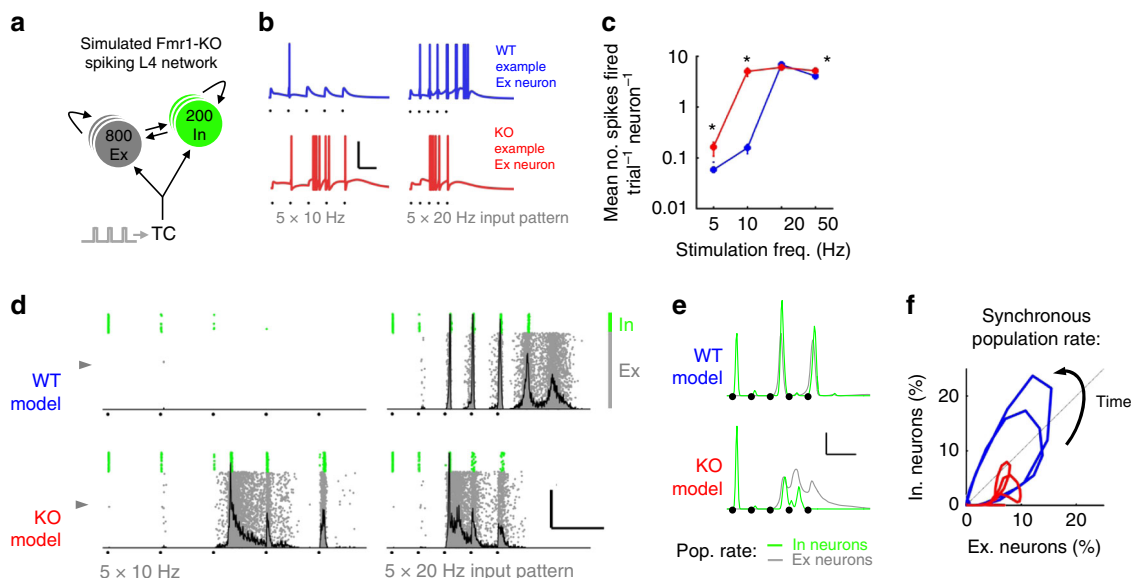 a
Simulated Fmr1-KO
spiking L4 network
800
Ex
200
In
TC
b
WT
example
Ex neuron
KO
example
Ex neuron
5 × 10 Hz
5 × 20 Hz input pattern
c
Mean no. spikes fired
trial⁻¹ neuron⁻¹
10
1
0.1
0.01
* * *
5 10 20 50
Stimulation freq. (Hz)
d
WT
model
In
Ex
KO
model
5 × 10 Hz
5 × 20 Hz input pattern
e
WT
model
KO
model
Pop. rate:
In neurons
Ex neurons
f
Synchronous
population rate:
In. neurons (%)
20
10
0
Time
0 10 20
Ex. neurons (%)